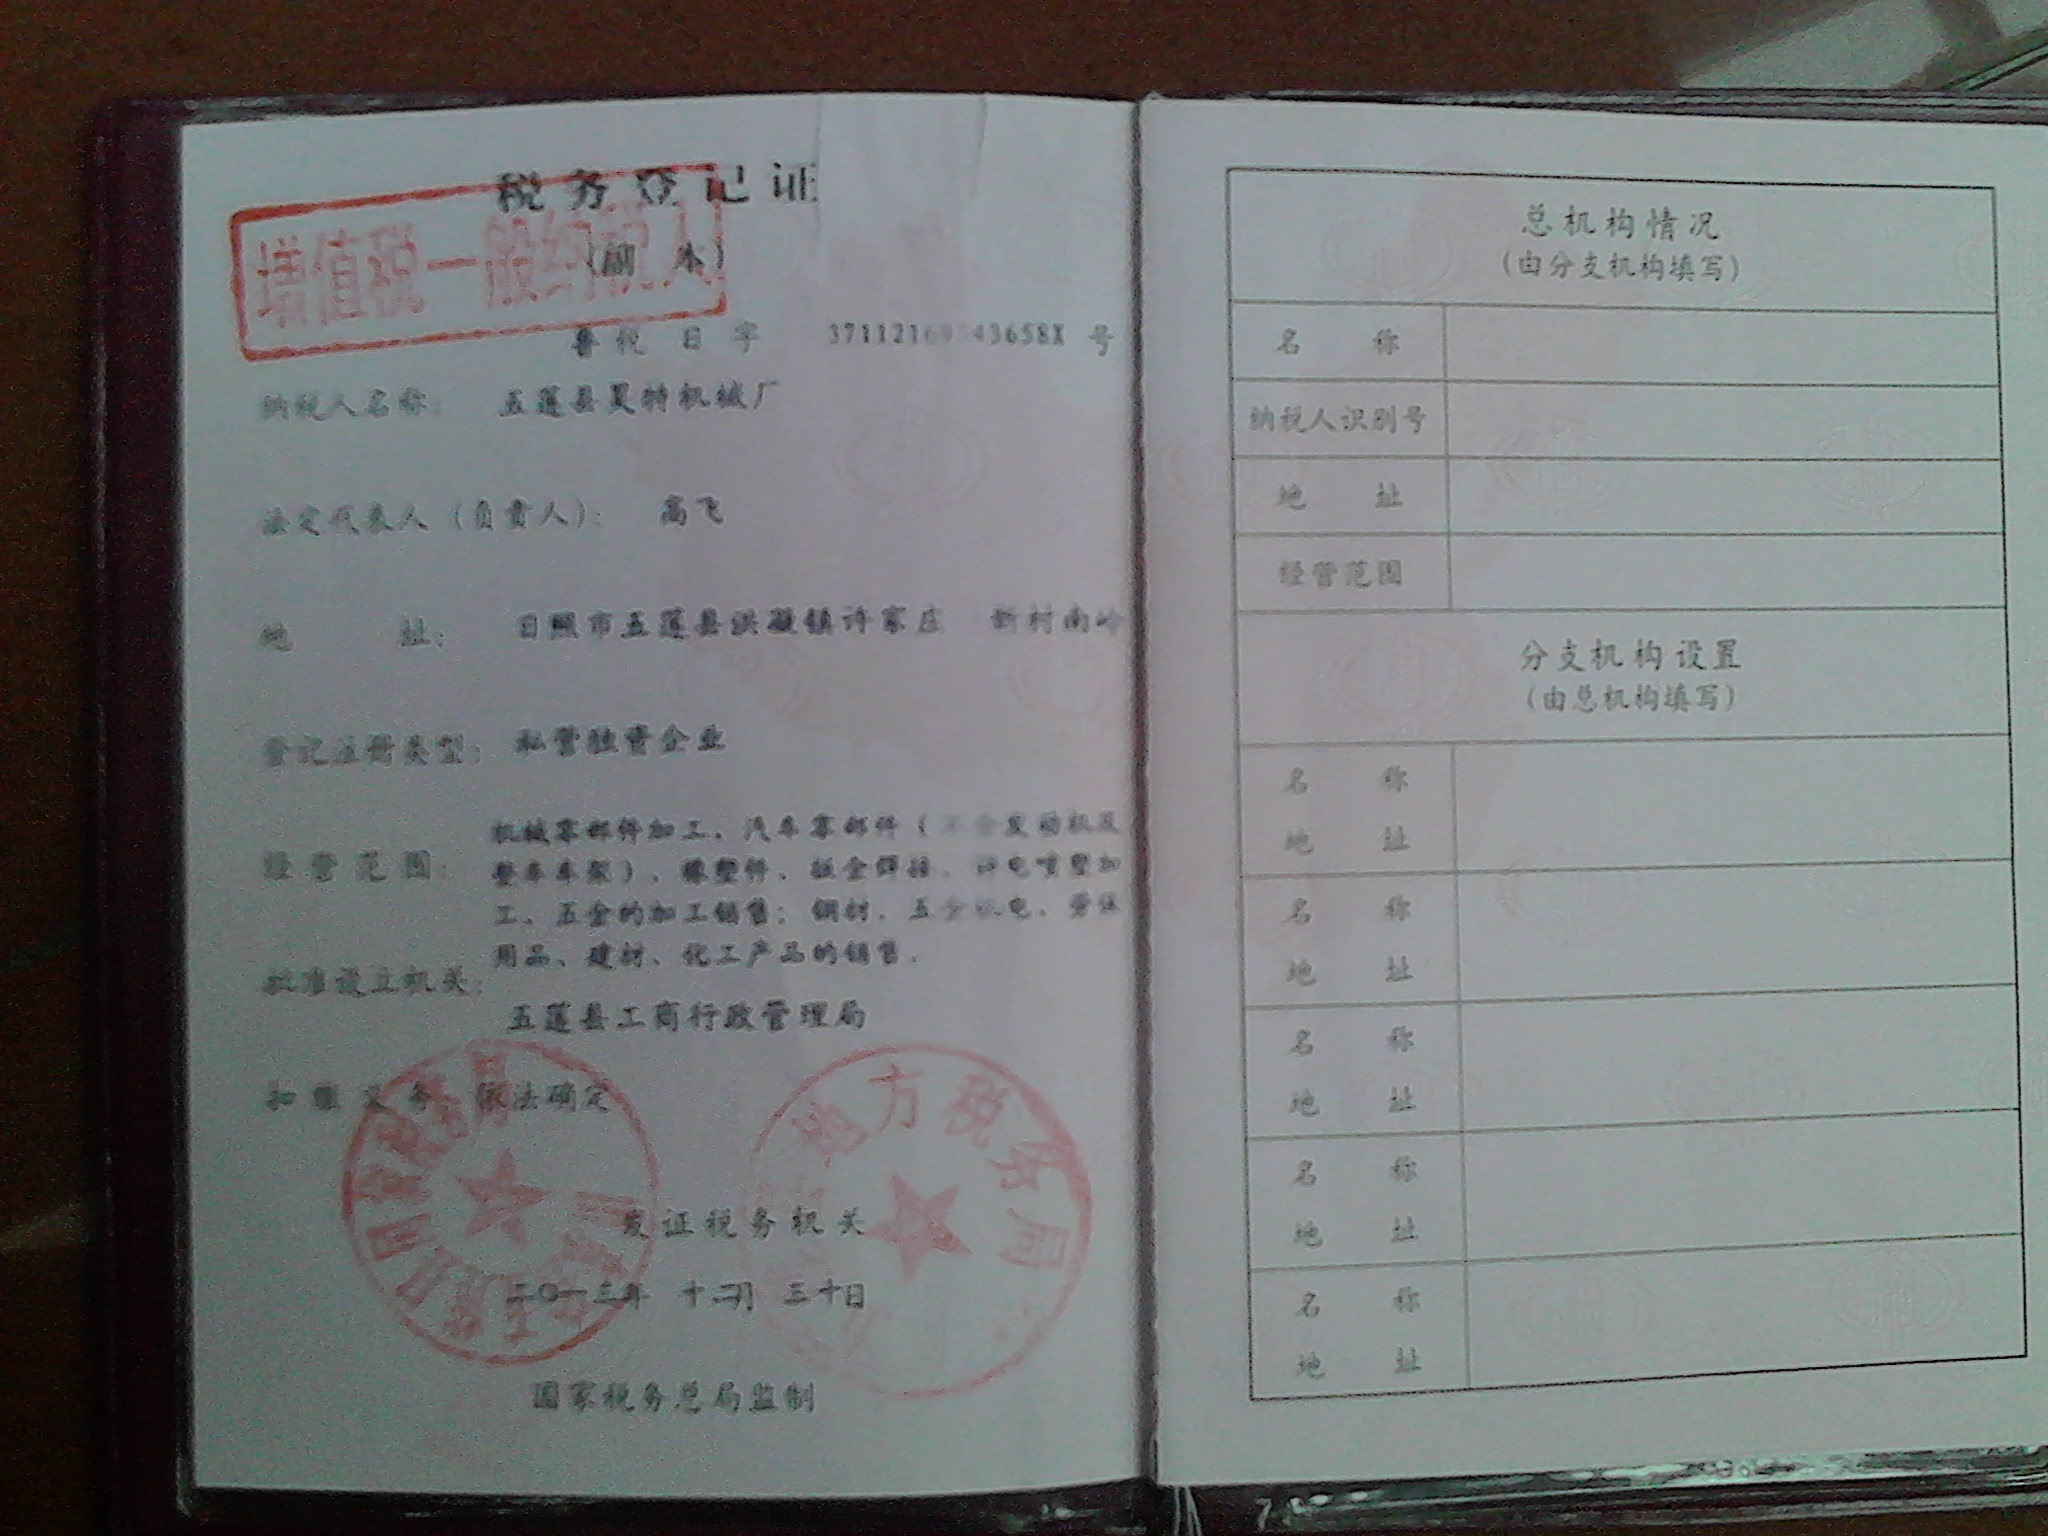 税务登记证
(副 本)
增值税一般纳税人
鲁税 日字 号
纳税人名称: 五莲县昊特机械厂
法定代表人(负责人): 高飞
地 址: 日照市五莲县洪凝镇许家庄 新村南岭
登记注册类型: 私营独资企业
经营范围:
机械零部件加工、汽车零部件(不含发动机及
整车车架)、橡塑件、钣金焊接、静电喷塑加
工、五金的加工销售; 钢材、五金机电、劳保
用品、建材、化工产品的销售。
批准设立机关:
五莲县工商行政管理局
扣缴义务 依法确定
地方税务局
发证税务机关
二〇一三年 十二月 三十日
国家税务总局监制
总机构情况
(由分支机构填写)
名 称
纳税人识别号
地 址
经营范围
分支机构设置
(由总机构填写)
名 称
地 址
名 称
地 址
名 称
地 址
名 称
地 址
名 称
地 址